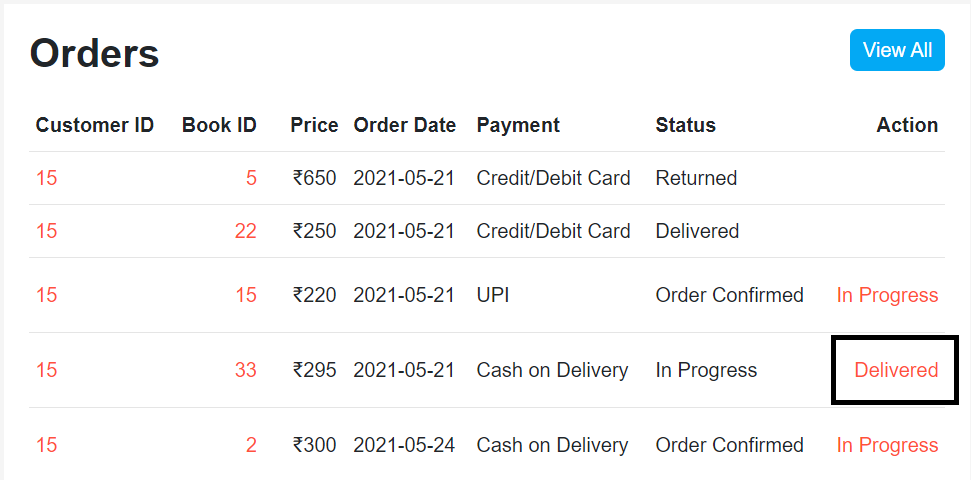 Orders View All
Customer ID Book ID Price Order Date Payment Status Action
15 5 ₹650 2021-05-21 Credit/Debit Card Returned
15 22 ₹250 2021-05-21 Credit/Debit Card Delivered
15 15 ₹220 2021-05-21 UPI Order Confirmed In Progress
15 33 ₹295 2021-05-21 Cash on Delivery In Progress Delivered
15 2 ₹300 2021-05-24 Cash on Delivery Order Confirmed In Progress